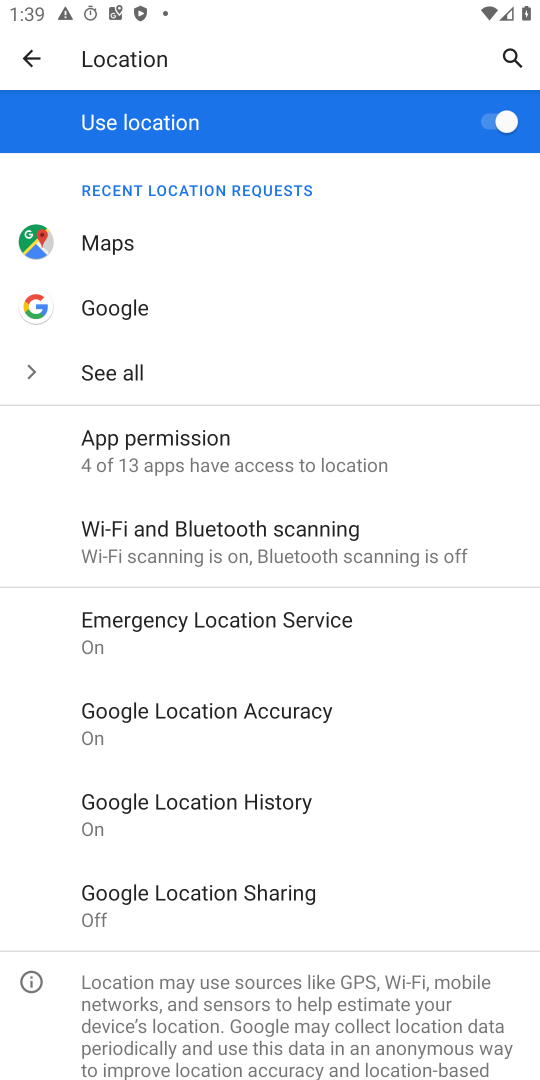 1:39
Location
Use location
RECENT LOCATION REQUESTS
Maps
Google
See all
App permission
4 of 13 apps have access to location
Wi-Fi and Bluetooth scanning
Wi-Fi scanning is on, Bluetooth scanning is off
Emergency Location Service
On
Google Location Accuracy
On
Google Location History
On
Google Location Sharing
Off
Location may use sources like GPS, Wi-Fi, mobile
networks, and sensors to help estimate your
device’s location. Google may collect location data
periodically and use this data in an anonymous way
to improve location accuracy and location-based